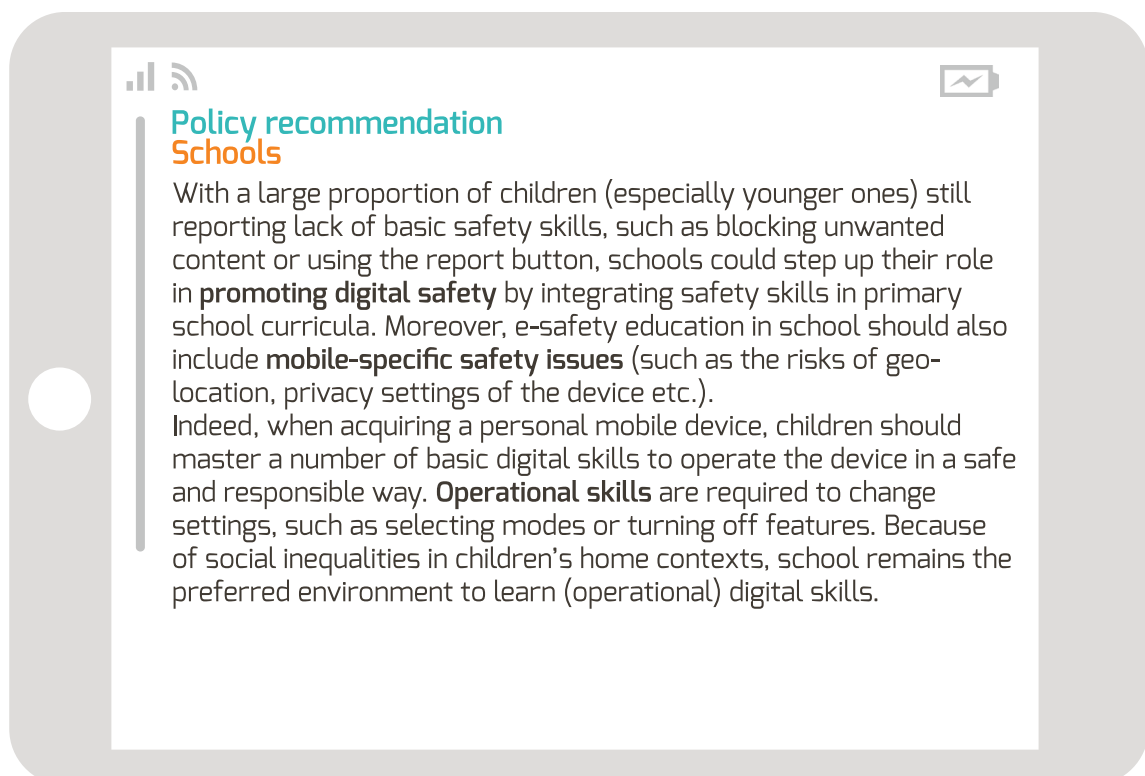 Policy recommendation
Schools
With a large proportion of children (especially younger ones) still
reporting lack of basic safety skills, such as blocking unwanted
content or using the report button, schools could step up their role
in promoting digital safety by integrating safety skills in primary
school curricula. Moreover, e-safety education in school should also
include mobile-specific safety issues (such as the risks of geo-
location, privacy settings of the device etc.).
Indeed, when acquiring a personal mobile device, children should
master a number of basic digital skills to operate the device in a safe
and responsible way. Operational skills are required to change
settings, such as selecting modes or turning off features. Because
of social inequalities in children's home contexts, school remains the
preferred environment to learn (operational) digital skills.